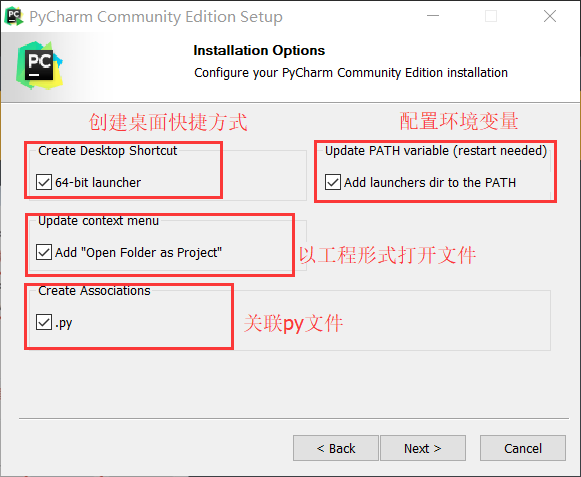 PyCharm Community Edition Setup
PC
Installation Options
Configure your PyCharm Community Edition installation
创建桌面快捷方式
配置环境变量
Create Desktop Shortcut
Update PATH variable (restart needed)
64-bit launcher
Add launchers dir to the PATH
Update context menu
Add "Open Folder as Project"
以工程形式打开文件
Create Associations
.py
关联py文件
< Back
Next >
Cancel